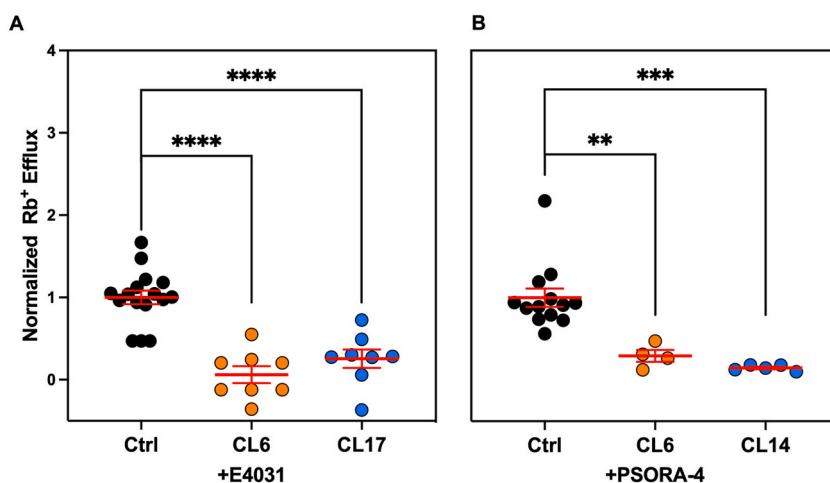 A
B
Normalized Rb+ Efflux
4
3
2
1
0
****
****
***
**
Ctrl CL6 CL17
+E4031
Ctrl CL6 CL14
+PSORA-4